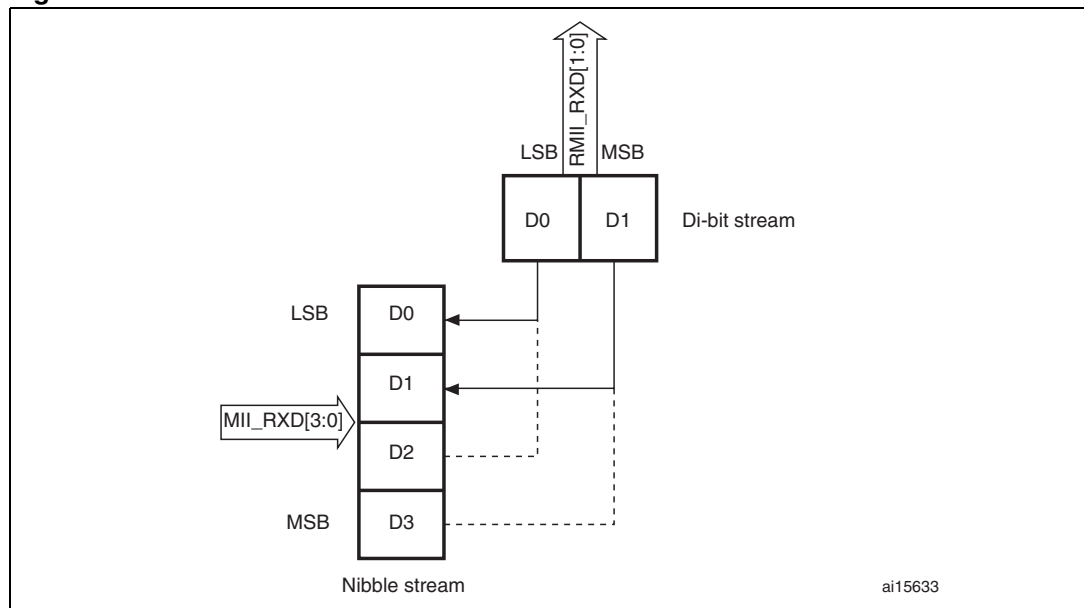 RMII_RXD[1:0]
LSB MSB
D0 D1 Di-bit stream
LSB D0
D1
MII_RXD[3:0]
D2
MSB D3
Nibble stream
ai15633